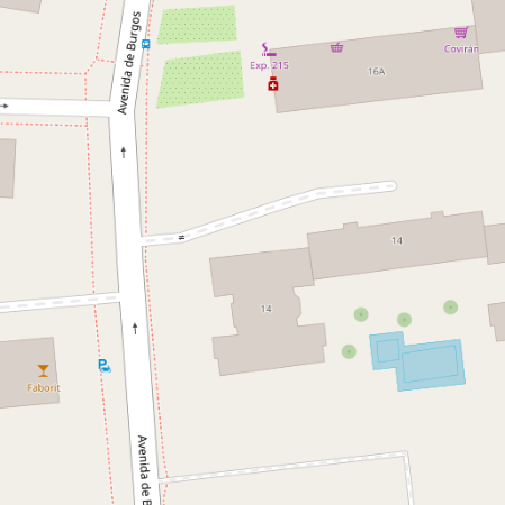 Avenida de Burgos
Exp. 215
Covirán
16A
14
14
P
Faborit
Avenida de B